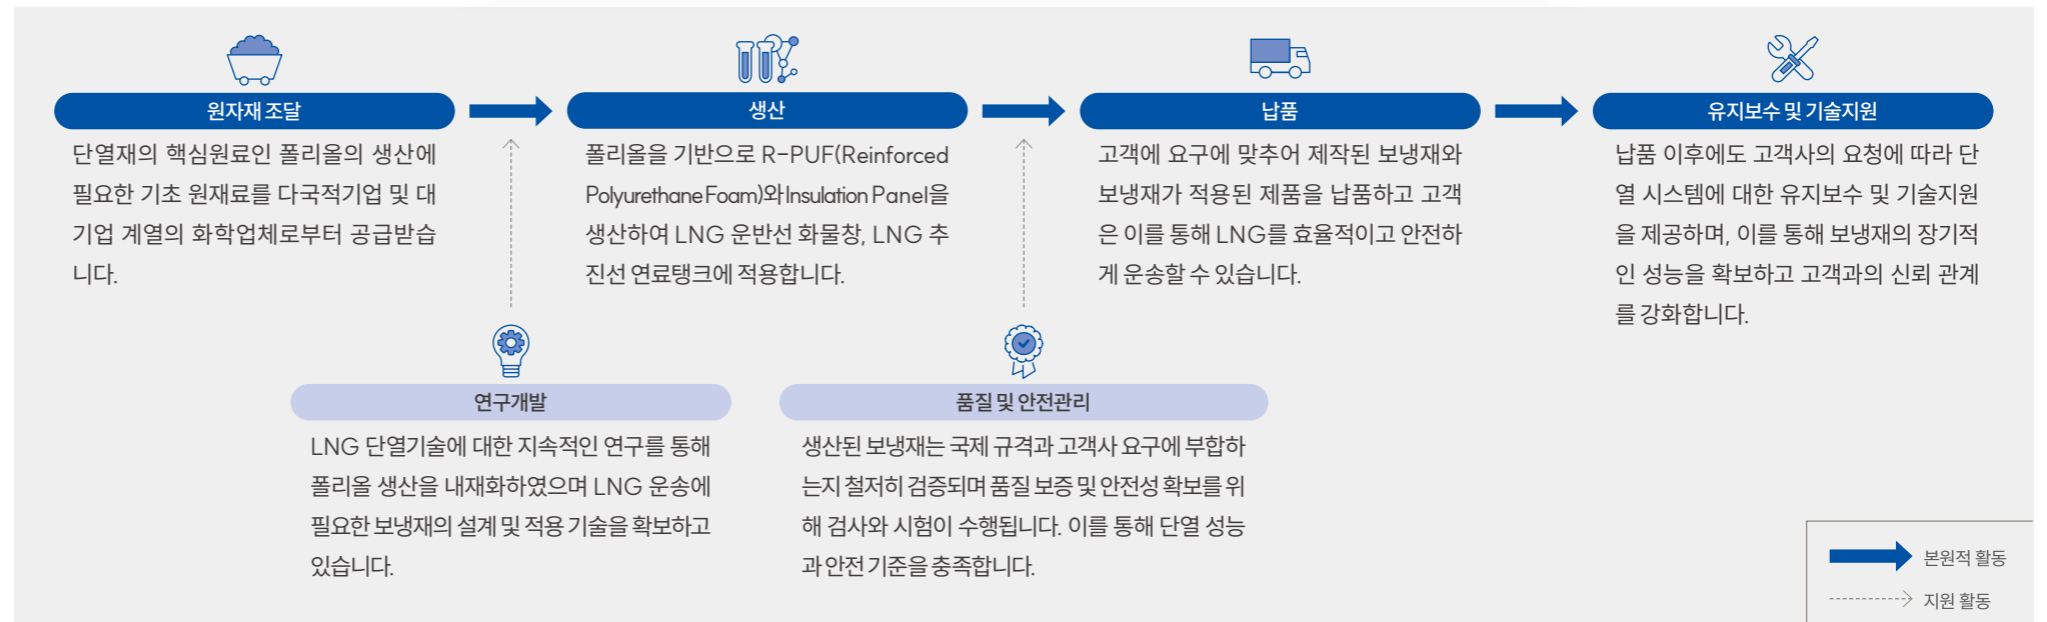 원자재 조달
단열재의 핵심원료인 폴리올의 생산에
필요한 기초 원재료를 다국적기업 및 대
기업 계열의 화학업체로부터 공급받습
니다.
생산
폴리올을 기반으로 R-PUF(Reinforced
Polyurethane Foam)와 Insulation Panel을
생산하여 LNG 운반선 화물창, LNG 추
진선 연료탱크에 적용합니다.
납품
고객에 요구에 맞추어 제작된 보냉재와
보냉재가 적용된 제품을 납품하고 고객
은 이를 통해 LNG를 효율적이고 안전하
게 운송할 수 있습니다.
유지보수 및 기술지원
납품 이후에도 고객사의 요청에 따라 단
열 시스템에 대한 유지보수 및 기술지원
을 제공하며, 이를 통해 보냉재의 장기적
인 성능을 확보하고 고객과의 신뢰 관계
를 강화합니다.
연구개발
LNG 단열기술에 대한 지속적인 연구를 통해
폴리올 생산을 내재화하였으며 LNG 운송에
필요한 보냉재의 설계 및 적용 기술을 확보하고
있습니다.
품질 및 안전관리
생산된 보냉재는 국제 규격과 고객사 요구에 부합하
는지 철저히 검증되며 품질 보증 및 안전성 확보를 위
해 검사와 시험이 수행됩니다. 이를 통해 단열 성능
과 안전 기준을 충족합니다.
본원적 활동
지원 활동